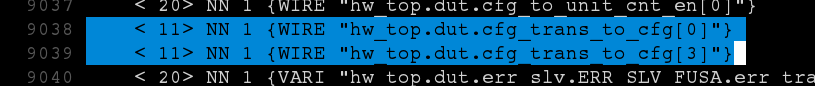 9037 < 20> NN 1 {WIRE "hw_top.dut.cfg_to_unit_cnt_en[0]"}
9038 < 11> NN 1 {WIRE "hw_top.dut.cfg_trans_to_cfg[0]"}
9039 < 11> NN 1 {WIRE "hw_top.dut.cfg_trans_to_cfg[3]"}
9040 < 20> NN 1 {VARI "hw_top.dut.err_slv.ERR_SLV_FUSA.err_tra